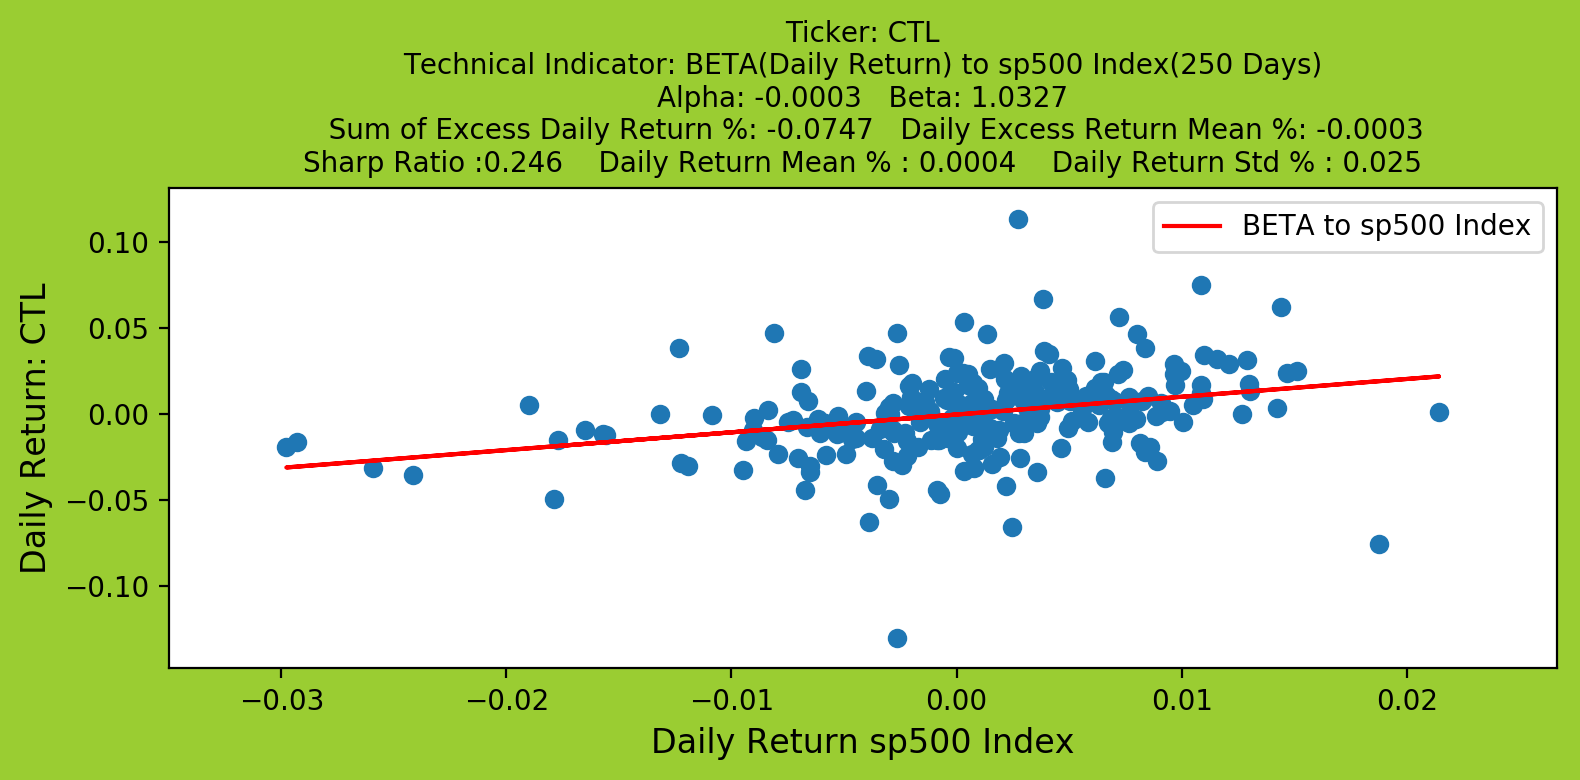 Ticker: CTL
Technical Indicator: BETA(Daily Return) to sp500 Index(250 Days)
Alpha: -0.0003   Beta: 1.0327
Sum of Excess Daily Return %: -0.0747   Daily Excess Return Mean %: -0.0003
Sharp Ratio :0.246    Daily Return Mean % : 0.0004    Daily Return Std % : 0.025
BETA to sp500 Index
Daily Return: CTL
0.10
0.05
0.00
−0.05
−0.10
−0.03 −0.02 −0.01 0.00 0.01 0.02
Daily Return sp500 Index